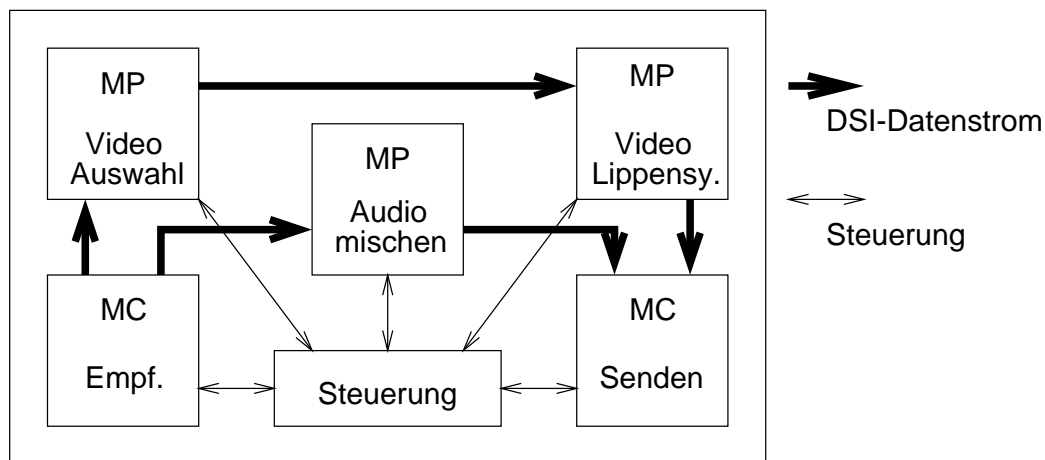 MP
Video
Auswahl
MP
Audio
mischen
MP
Video
Lippensy.
MC
Empf.
Steuerung
MC
Senden
DSI-Datenstrom
Steuerung